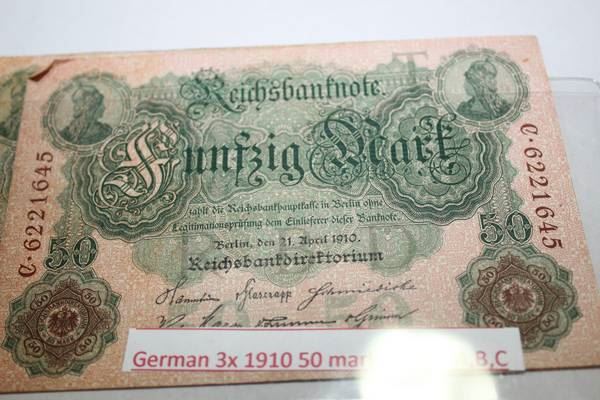 Reichsbanknote.
Fünfzig Mark
zahlt die Reichsbankhauptkasse in Berlin ohne
Legitimationsprüfung dem Einlieferer dieser Banknote.
Berlin, den 21. April 1910.
Reichsbankdirektorium
C·6221645
C·6221645
50
50
German 3x 1910 50 mar B,C